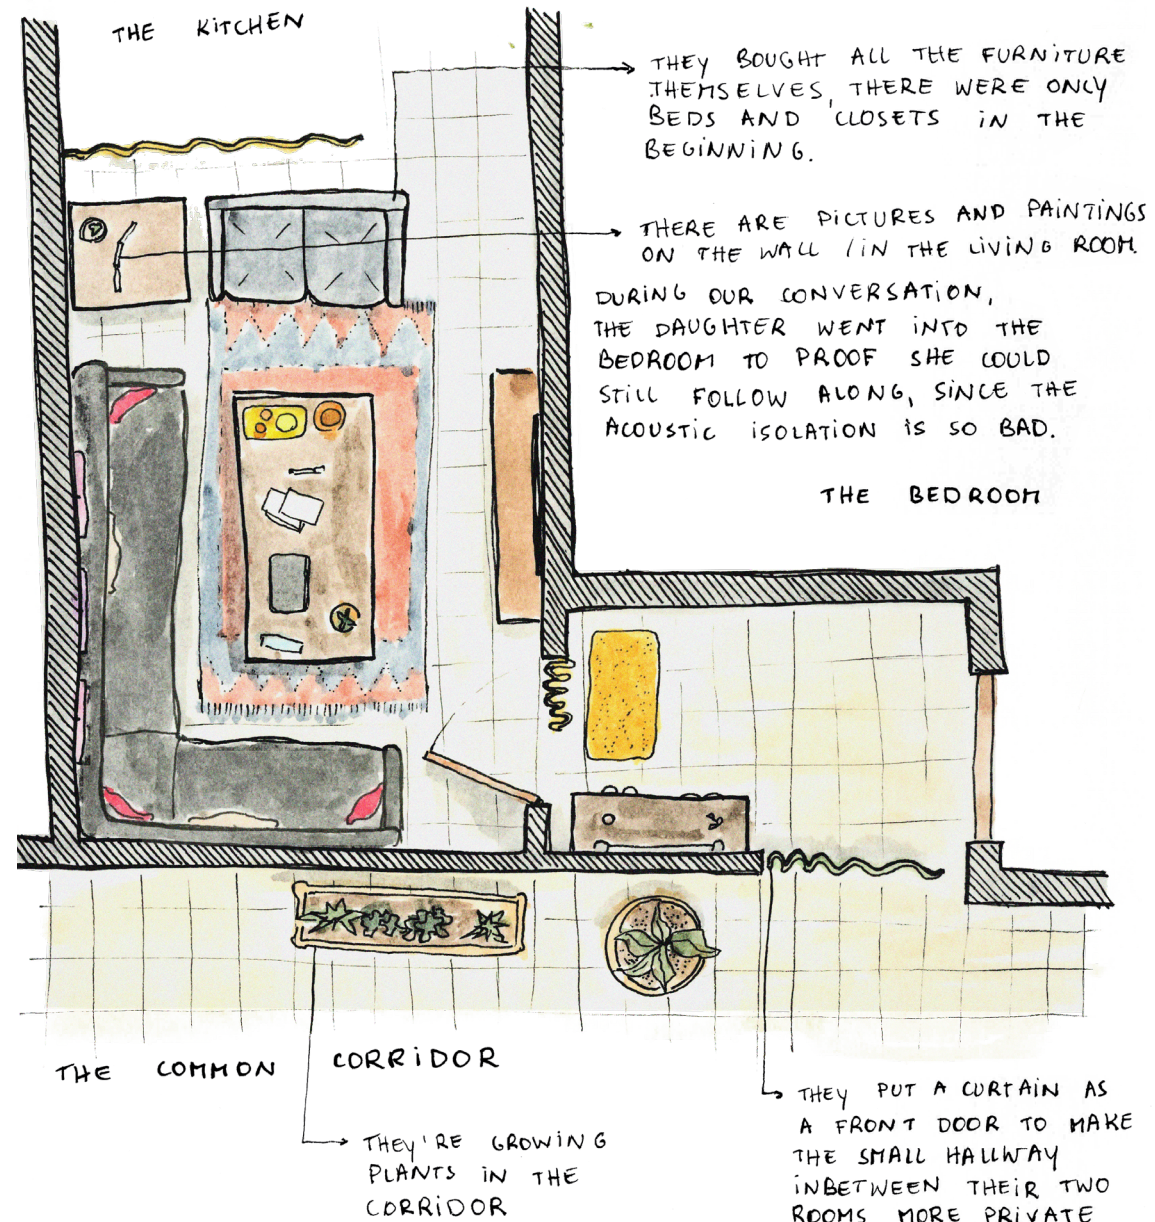 THE KITCHEN
THEY BOUGHT ALL THE FURNITURE
THEMSELVES, THERE WERE ONLY
BEDS AND CLOSETS IN THE
BEGINNING.
THERE ARE PICTURES AND PAINTINGS
ON THE WALL / IN THE LIVING ROOM.
DURING OUR CONVERSATION,
THE DAUGHTER WENT INTO THE
BEDROOM TO PROOF SHE COULD
STILL FOLLOW ALONG, SINCE THE
ACOUSTIC ISOLATION IS SO BAD.
THE BEDROOM
THE COMMON CORRIDOR
THEY'RE GROWING
PLANTS IN THE
CORRIDOR
THEY PUT A CURTAIN AS
A FRONT DOOR TO MAKE
THE SMALL HALLWAY
INBETWEEN THEIR TWO
ROOMS MORE PRIVATE